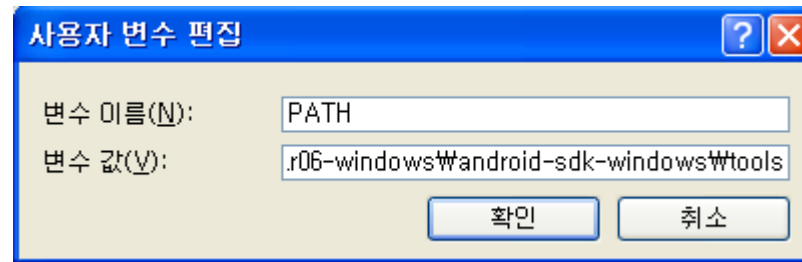 사용자 변수 편집
변수 이름(N): PATH
변수 값(V): .r06-windows₩android-sdk-windows₩tools
확인 취소